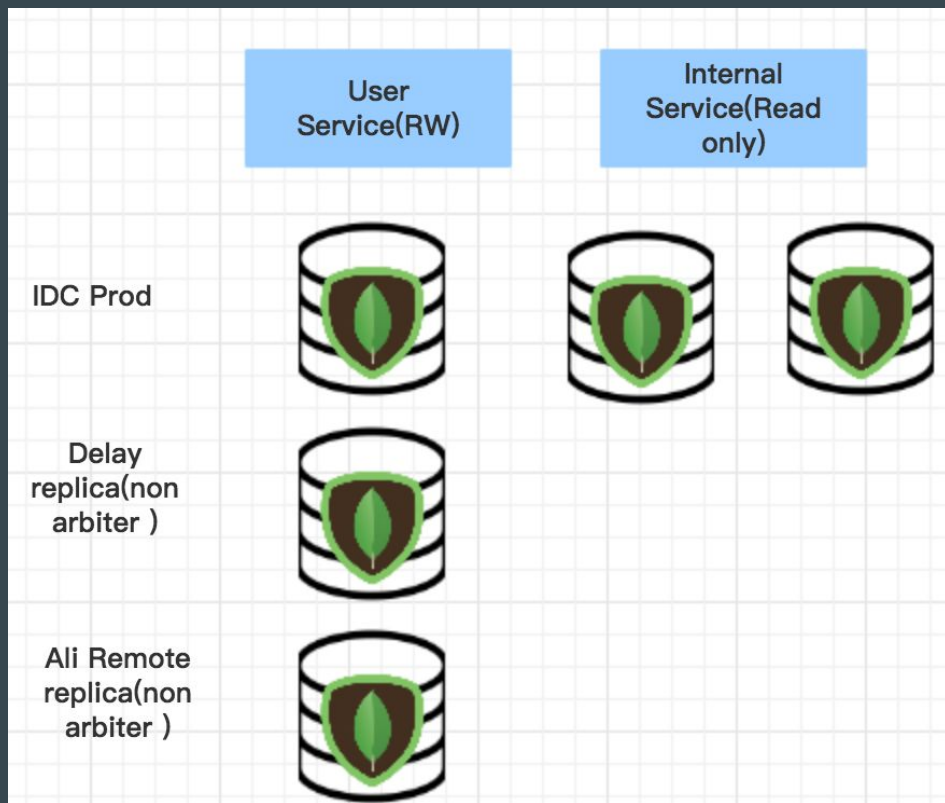 User
Service(RW)
Internal
Service(Read
only)
IDC Prod
Delay
replica(non
arbiter )
Ali Remote
replica(non
arbiter )